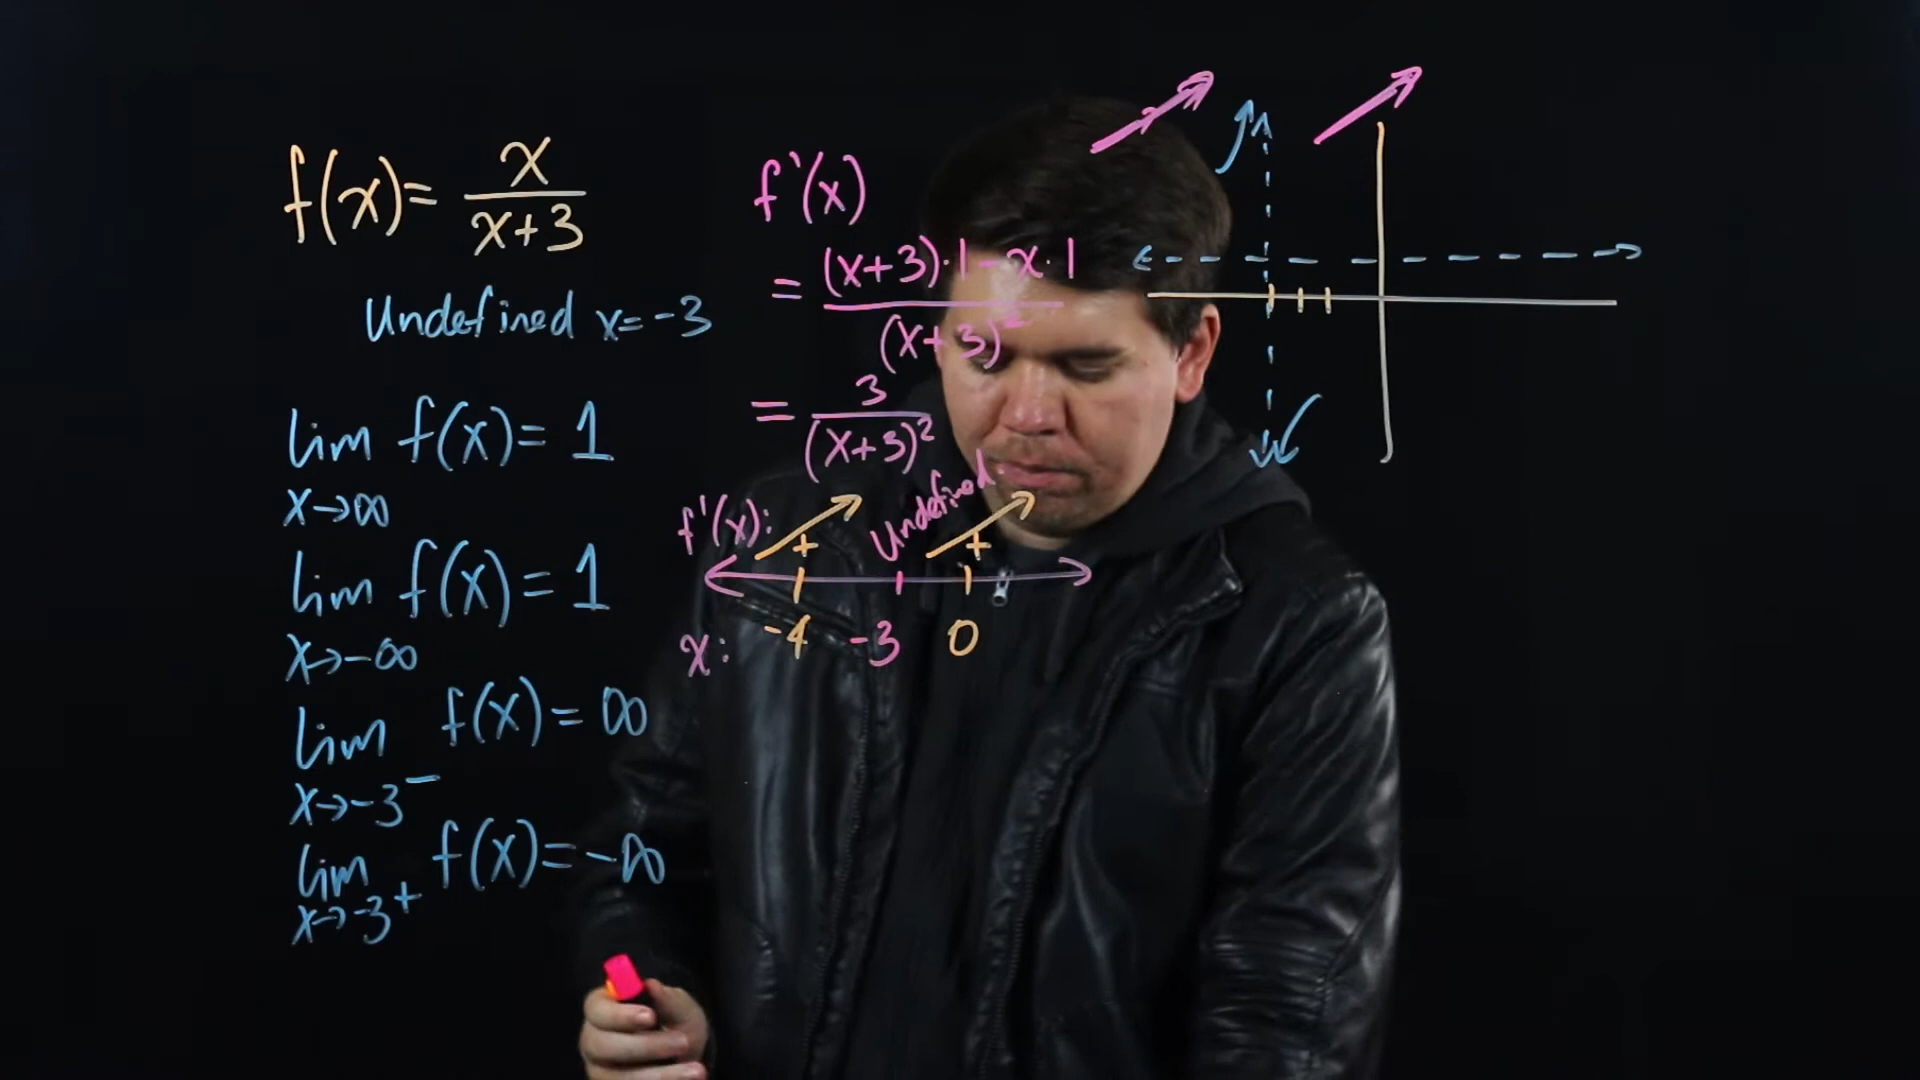 f(x) = x/(x+3)
Undefined x=-3
lim f(x) = 1
x→∞
lim f(x) = 1
x→-∞
lim f(x) = ∞
x→-3⁻
lim f(x) = -∞
x→-3⁺
f'(x)
= ((x+3)·1 - x·1)/(x+3)²
= 3/(x+3)²
f'(x): + Undefined. +
x: -4 -3 0